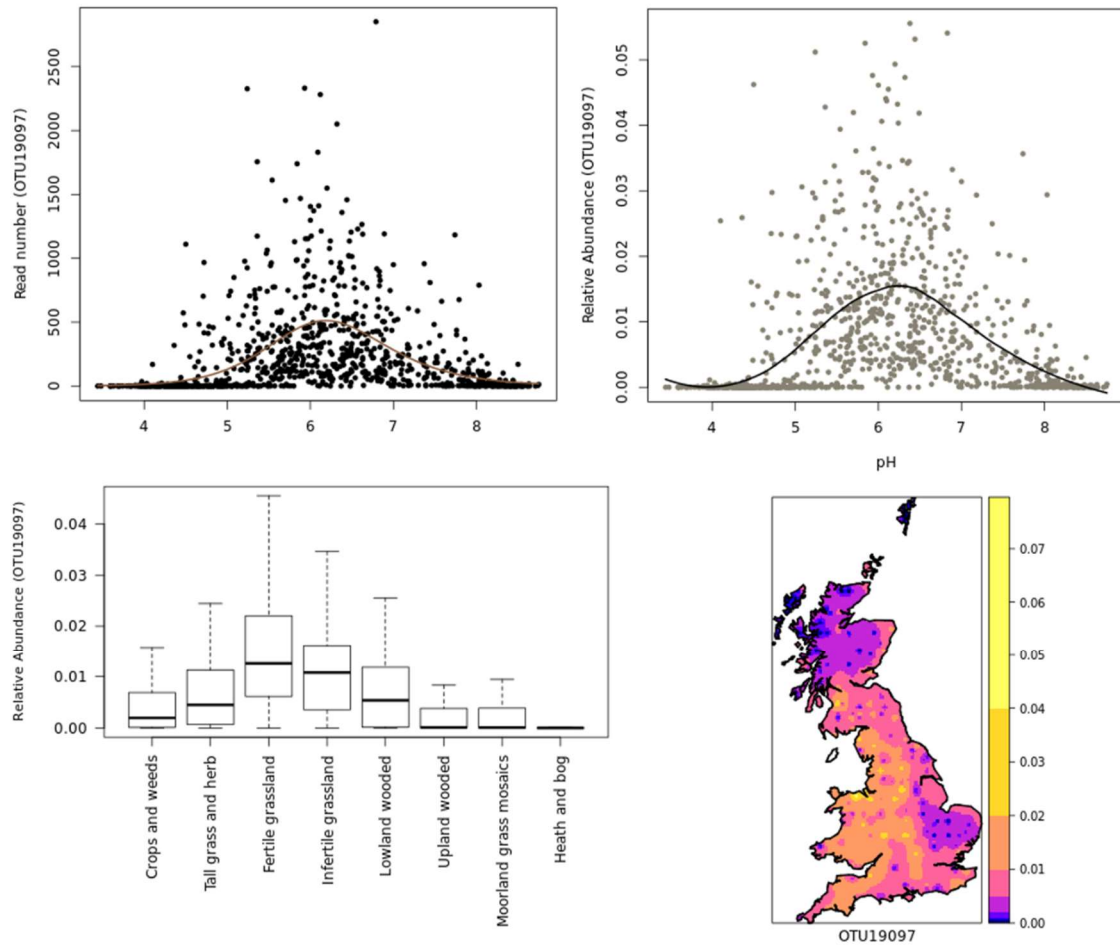 Read number (OTU19097)
2500
2000
1500
1000
500
0
4 5 6 7 8
Relative Abundance (OTU19097)
0.05
0.04
0.03
0.02
0.01
0.00
4 5 6 7 8
pH
Relative Abundance (OTU19097)
0.04
0.03
0.02
0.01
0.00
Crops and weeds
Tall grass and herb
Fertile grassland
Infertile grassland
Lowland wooded
Upland wooded
Moorland grass mosaics
Heath and bog
0.07
0.06
0.05
0.04
0.03
0.02
0.01
0.00
OTU19097